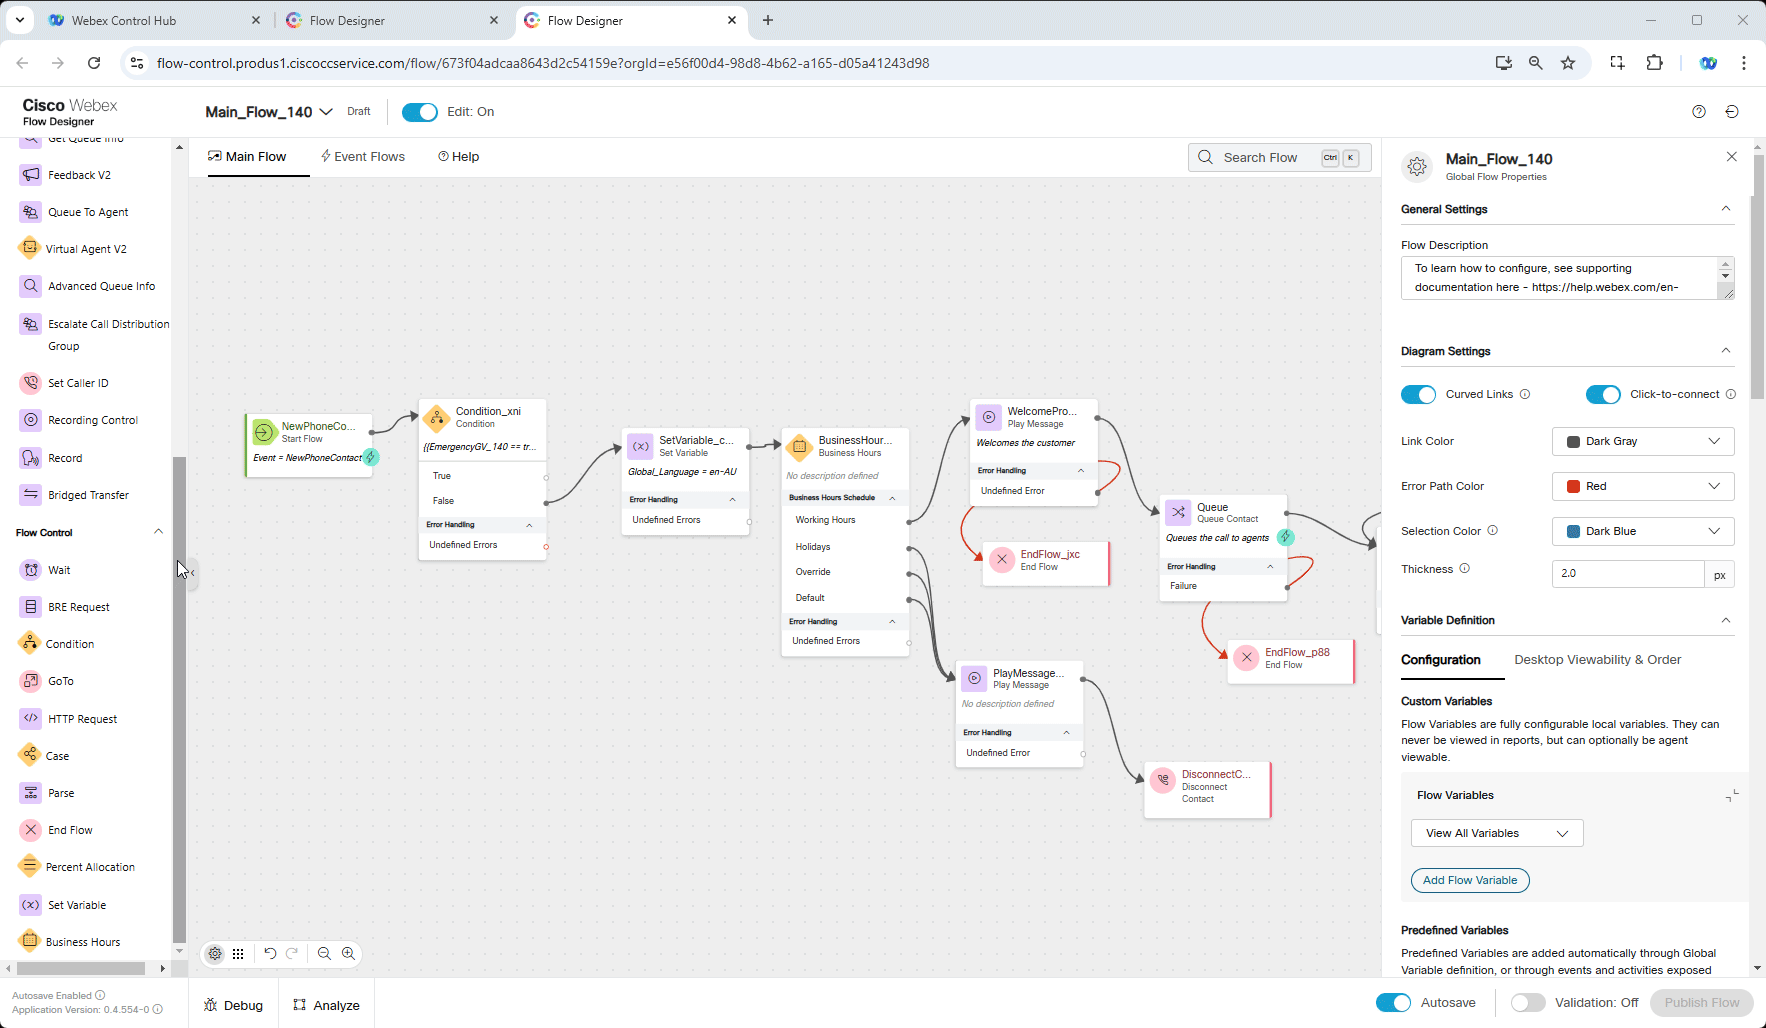 Webex Control Hub
Flow Designer
Flow Designer
flow-control.produs1.ciscoccservice.com/flow/673f04adcaa8643d2c54159e?orgId=e56f00d4-98d8-4b62-a165-d05a41243d98
Cisco Webex
Flow Designer
Main_Flow_140
Draft
Edit: On
Get Queue Info
Feedback V2
Queue To Agent
Virtual Agent V2
Advanced Queue Info
Escalate Call Distribution
Group
Set Caller ID
Recording Control
Record
Bridged Transfer
Flow Control
Wait
BRE Request
Condition
GoTo
HTTP Request
Case
Parse
End Flow
Percent Allocation
Set Variable
Business Hours
Autosave Enabled
Application Version: 0.4.554-0
Main Flow
Event Flows
Help
Search Flow
Ctrl
K
NewPhoneCo...
Start Flow
Event = NewPhoneContact
Condition_xni
Condition
{{EmergencyGV_140 == tr...
True
False
Error Handling
Undefined Errors
SetVariable_c...
Set Variable
Global_Language = en-AU
Error Handling
Undefined Errors
BusinessHour...
Business Hours
No description defined
Business Hours Schedule
Working Hours
Holidays
Override
Default
Error Handling
Undefined Errors
WelcomePro...
Play Message
Welcomes the customer
Error Handling
Undefined Error
EndFlow_jxc
End Flow
Queue
Queue Contact
Queues the call to agents
Error Handling
Failure
EndFlow_p88
End Flow
PlayMessage...
Play Message
No description defined
Error Handling
Undefined Error
DisconnectC...
Disconnect
Contact
Debug
Analyze
Main_Flow_140
Global Flow Properties
General Settings
Flow Description
To learn how to configure, see supporting
documentation here - https://help.webex.com/en-
Diagram Settings
Curved Links
Click-to-connect
Link Color
Dark Gray
Error Path Color
Red
Selection Color
Dark Blue
Thickness
2.0
px
Variable Definition
Configuration
Desktop Viewability & Order
Custom Variables
Flow Variables are fully configurable local variables. They can
never be viewed in reports, but can optionally be agent
viewable.
Flow Variables
View All Variables
Add Flow Variable
Predefined Variables
Predefined Variables are added automatically through Global
Variable definition, or through events and activities exposed
Autosave
Validation: Off
Publish Flow